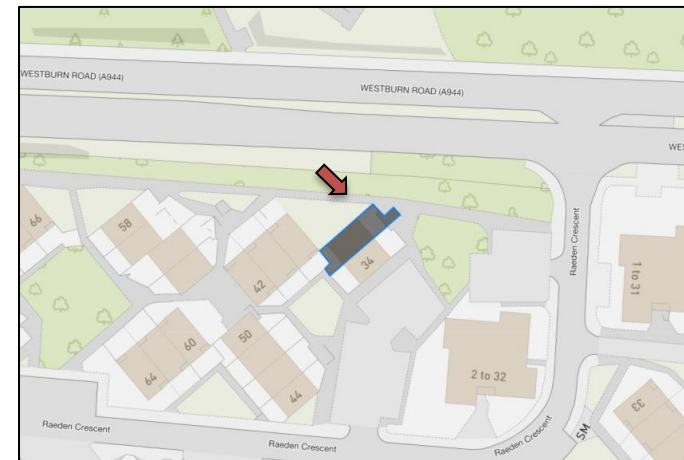 WESTBURN ROAD (A944)
WESTBURN ROAD (A944)
WES
66
58
Raeden Crescent
1 to 31
34
42
50
60
64
44
2 to 32
33
SM
Raeden Crescent
Raeden Crescent
Raeden Crescent